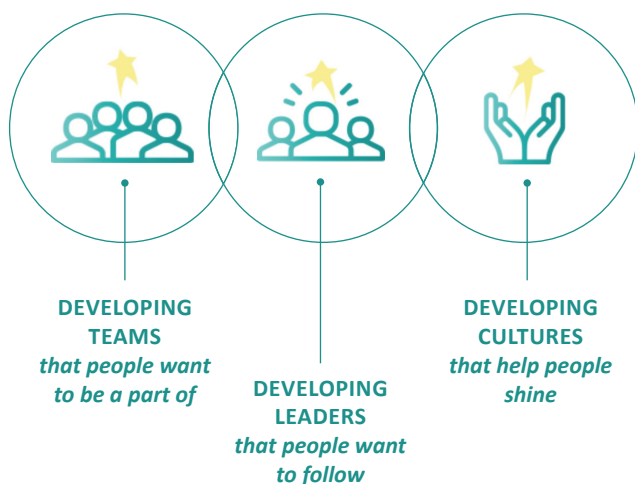 DEVELOPING
TEAMS
that people want
to be a part of
DEVELOPING
LEADERS
that people want
to follow
DEVELOPING
CULTURES
that help people
shine